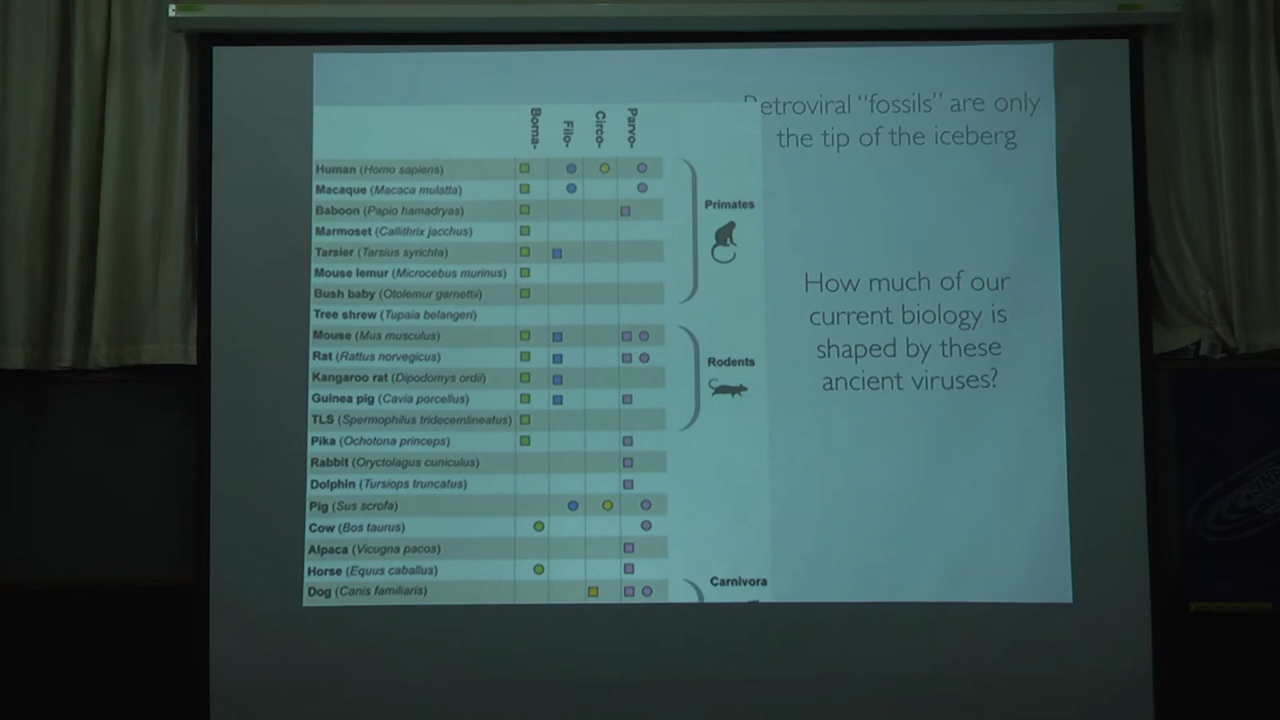 Retroviral “fossils” are only
the tip of the iceberg
Borna-
Filo-
Circo-
Parvo-
Human (Homo sapiens)
Macaque (Macaca mulatta)
Baboon (Papio hamadryas)
Marmoset (Callithrix jacchus)
Tarsier (Tarsius syrichta)
Mouse lemur (Microcebus murinus)
Bush baby (Otolemur garnettii)
Tree shrew (Tupaia belangeri)
Mouse (Mus musculus)
Rat (Rattus norvegicus)
Kangaroo rat (Dipodomys ordii)
Guinea pig (Cavia porcellus)
TLS (Spermophilus tridecemlineatus)
Pika (Ochotona princeps)
Rabbit (Oryctolagus cuniculus)
Dolphin (Tursiops truncatus)
Pig (Sus scrofa)
Cow (Bos taurus)
Alpaca (Vicugna pacos)
Horse (Equus caballus)
Dog (Canis familiaris)
Primates
Rodents
Carnivora
How much of our
current biology is
shaped by these
ancient viruses?